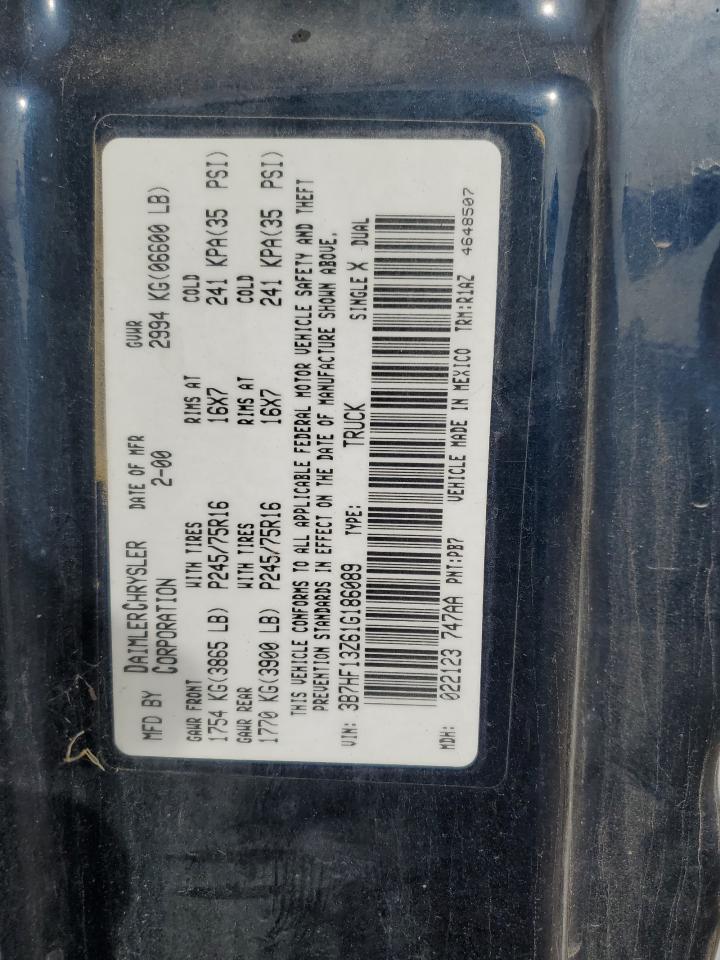 MFD BY DAIMLERCHRYSLER CORPORATION DATE OF MFR 2-00 GVWR 2994 KG(06600 LB)
GAWR FRONT WITH TIRES RIMS AT COLD
1754 KG(3865 LB) P245/75R16 16X7 241 KPA(35 PSI)
GAWR REAR WITH TIRES RIMS AT COLD
1770 KG(3900 LB) P245/75R16 16X7 241 KPA(35 PSI)
THIS VEHICLE CONFORMS TO ALL APPLICABLE FEDERAL MOTOR VEHICLE SAFETY AND THEFT
PREVENTION STANDARDS IN EFFECT ON THE DATE OF MANUFACTURE SHOWN ABOVE.
VIN: 3B7HF13Z61G186089 TYPE: TRUCK SINGLE X DUAL
MDH: 022123 747AA PNT:PB7 VEHICLE MADE IN MEXICO TRM:R1AZ 4648507